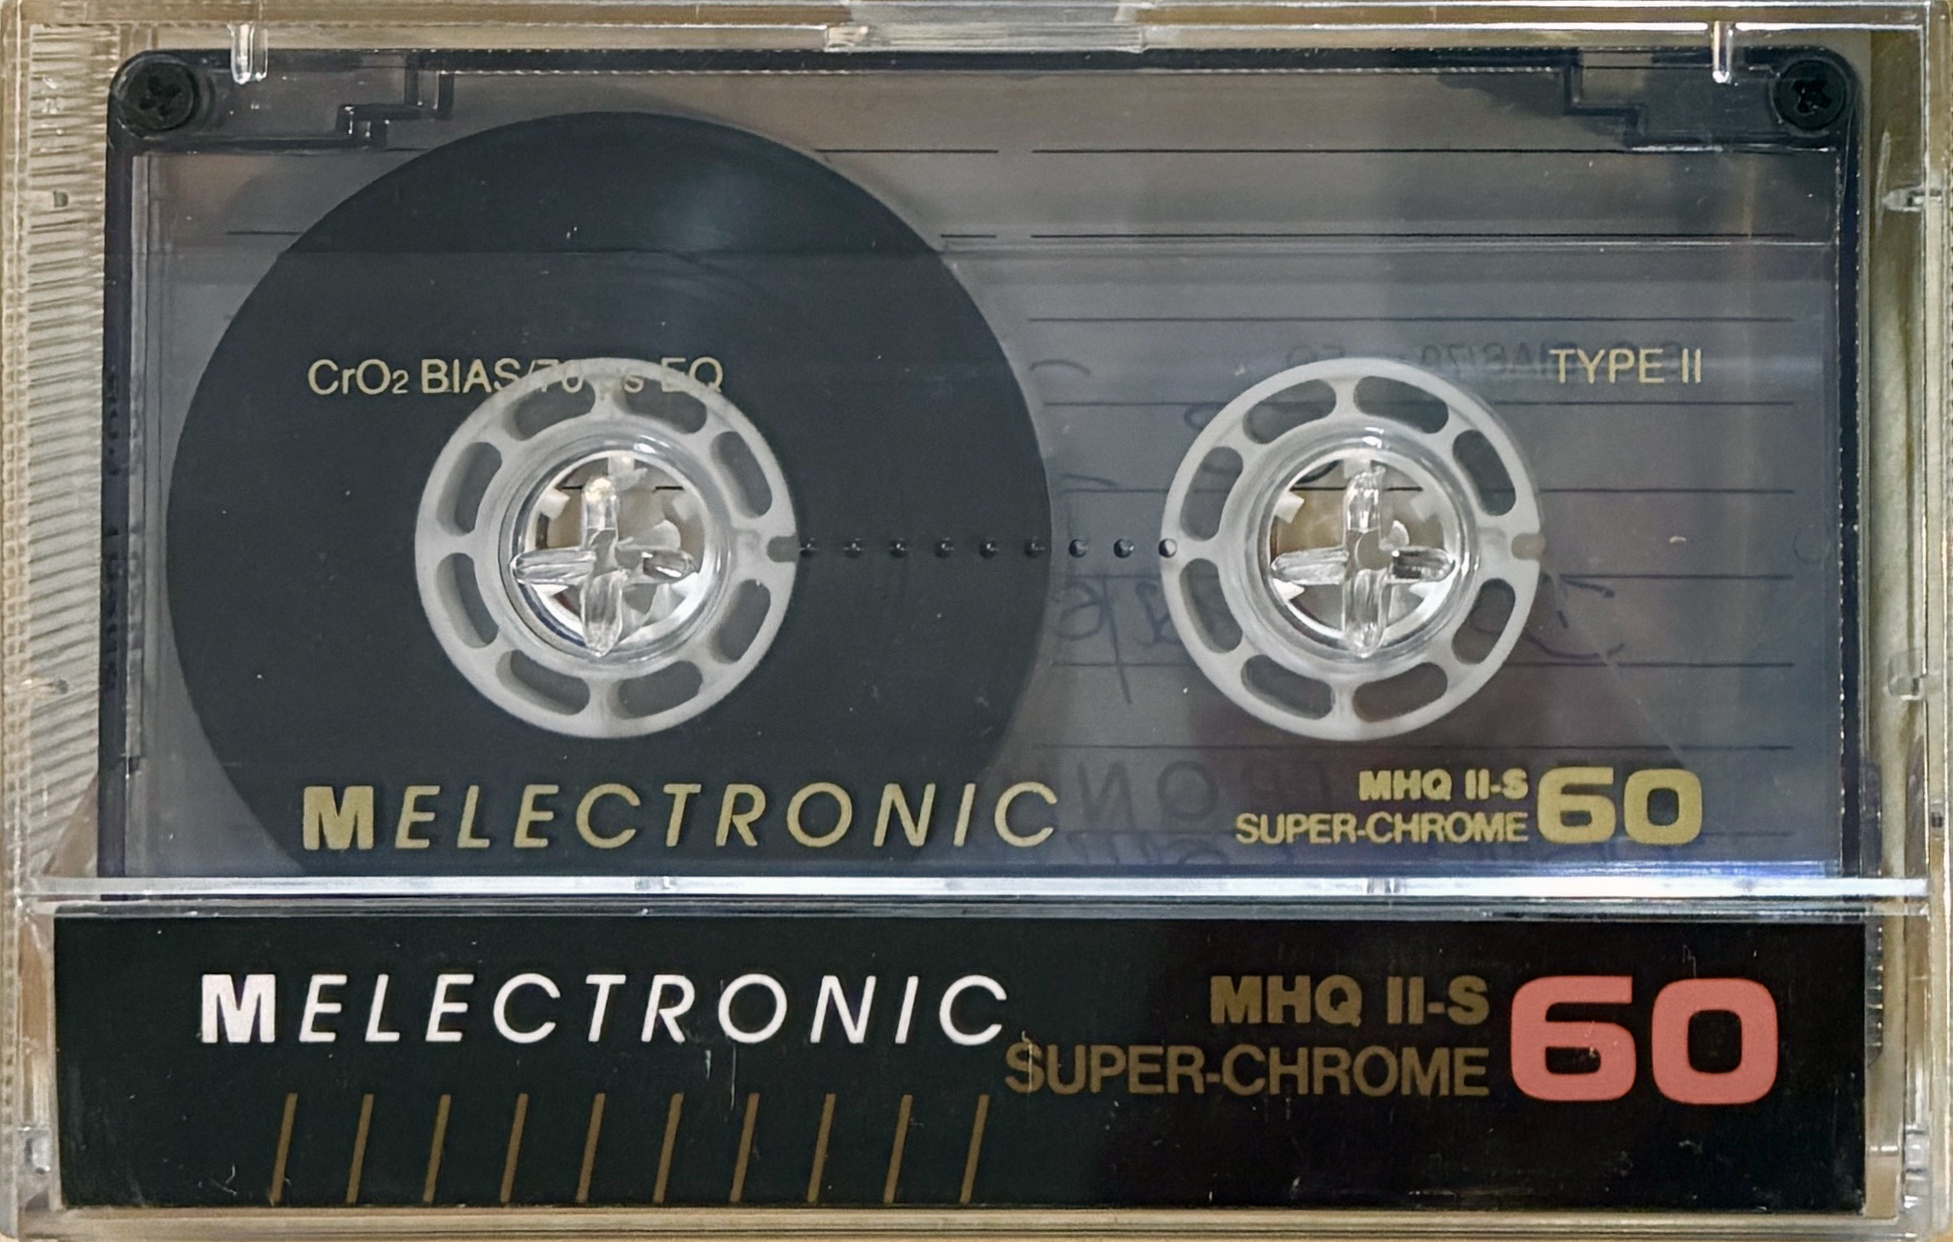 CrO2 BIAS/70 µs EQ
TYPE II
MELECTRONIC
MHQ II-S
SUPER-CHROME 60
MELECTRONIC
MHQ II-S
SUPER-CHROME 60